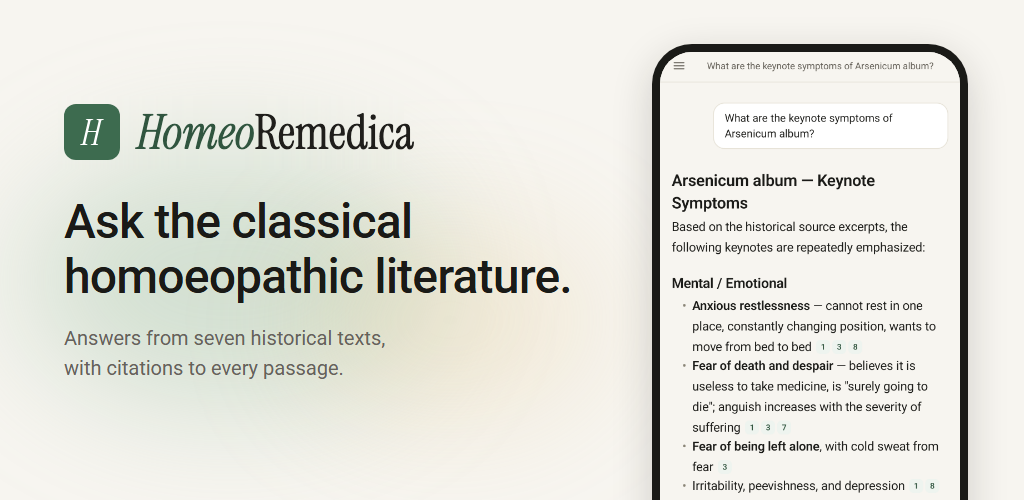 H HomeoRemedica
Ask the classical
homoeopathic literature.
Answers from seven historical texts,
with citations to every passage.
What are the keynote symptoms of Arsenicum album?
What are the keynote symptoms of
Arsenicum album?
Arsenicum album — Keynote
Symptoms
Based on the historical source excerpts, the
following keynotes are repeatedly emphasized:
Mental / Emotional
• Anxious restlessness — cannot rest in one
place, constantly changing position, wants to
move from bed to bed 1 3 8
• Fear of death and despair — believes it is
useless to take medicine, is "surely going to
die"; anguish increases with the severity of
suffering 1 3 7
• Fear of being left alone, with cold sweat from
fear 3
• Irritability, peevishness, and depression 1 8